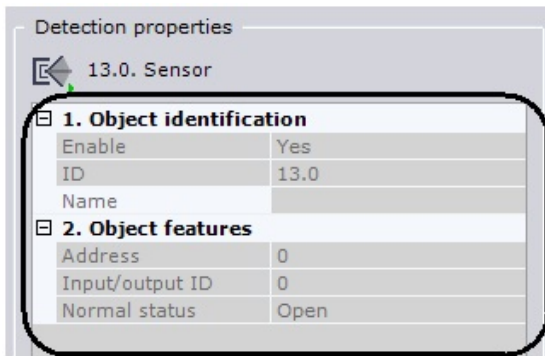 Detection properties
13.0. Sensor
1. Object identification
Enable Yes
ID 13.0
Name
2. Object features
Address 0
Input/output ID 0
Normal status Open